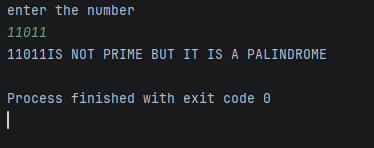 enter the number
11011
11011IS NOT PRIME BUT IT IS A PALINDROME
Process finished with exit code 0